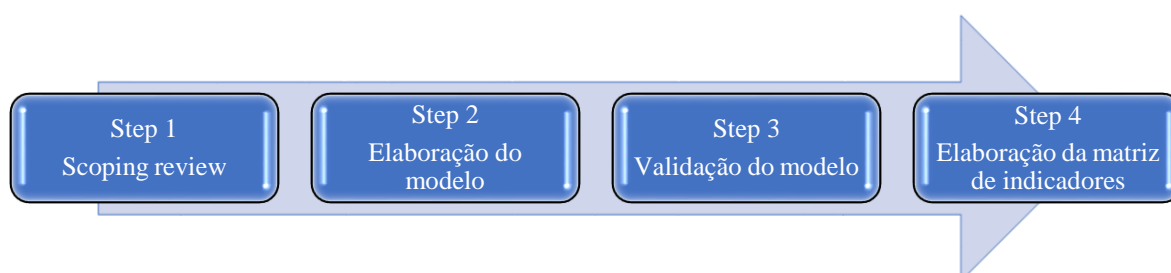 Step 1
Scoping review
Step 2
Elaboração do
modelo
Step 3
Validação do modelo
Step 4
Elaboração da matriz
de indicadores